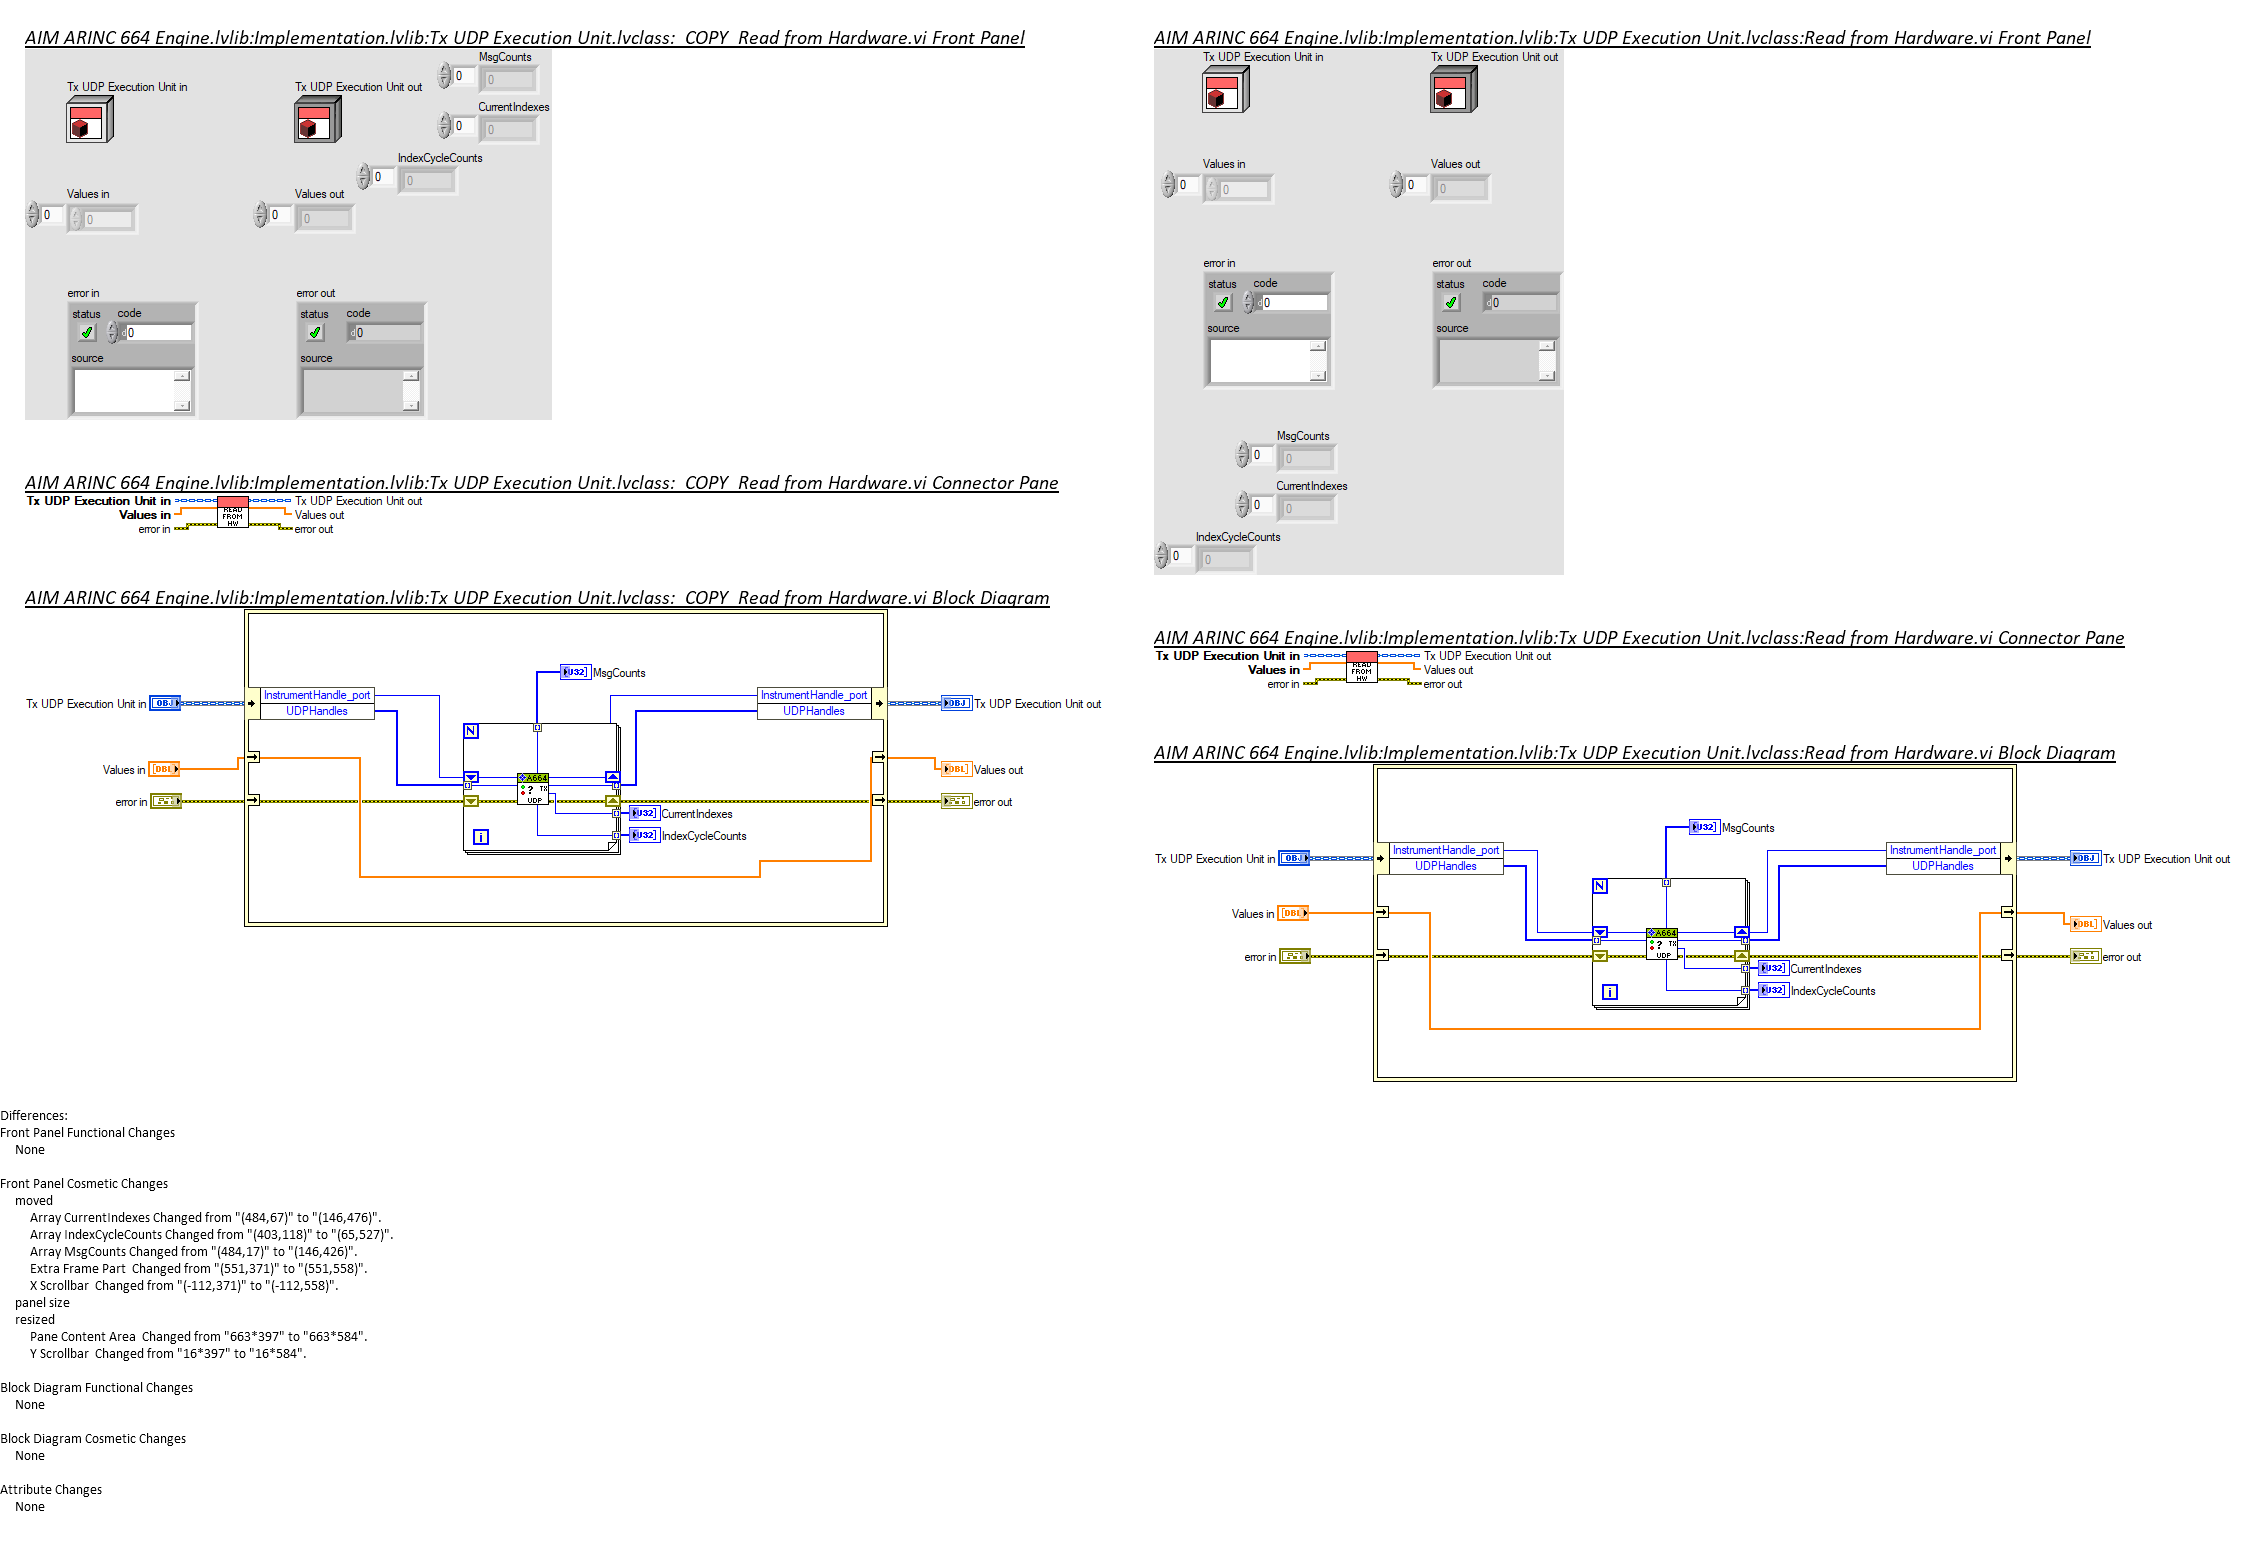 AIM ARINC 664 Engine.lvlib:Implementation.lvlib:Tx UDP Execution Unit.lvclass:  COPY  Read from Hardware.vi Front Panel
MsgCounts
0
0
Tx UDP Execution Unit in
Tx UDP Execution Unit out
CurrentIndexes
0
0
IndexCycleCounts
0
0
Values in
Values out
0
0
0
0
error in
error out
status
code
status
code
d0
d0
source
source
AIM ARINC 664 Engine.lvlib:Implementation.lvlib:Tx UDP Execution Unit.lvclass:  COPY  Read from Hardware.vi Connector Pane
Tx UDP Execution Unit in
Tx UDP Execution Unit out
Values in
READ
FROM
HW
Values out
error in
error out
AIM ARINC 664 Engine.lvlib:Implementation.lvlib:Tx UDP Execution Unit.lvclass:  COPY  Read from Hardware.vi Block Diagram
U32]
MsgCounts
Tx UDP Execution Unit in
OBJ
InstrumentHandle_port
UDPHandles
InstrumentHandle_port
UDPHandles
OBJ
Tx UDP Execution Unit out
N
Values in
[DBL
A664
? TX
UDP
DBL]
Values out
error in
error out
U32]
CurrentIndexes
U32]
IndexCycleCounts
i
AIM ARINC 664 Engine.lvlib:Implementation.lvlib:Tx UDP Execution Unit.lvclass:Read from Hardware.vi Front Panel
Tx UDP Execution Unit in
Tx UDP Execution Unit out
Values in
Values out
0
0
0
0
error in
error out
status
code
status
code
d0
d0
source
source
MsgCounts
0
0
CurrentIndexes
0
0
IndexCycleCounts
0
0
AIM ARINC 664 Engine.lvlib:Implementation.lvlib:Tx UDP Execution Unit.lvclass:Read from Hardware.vi Connector Pane
Tx UDP Execution Unit in
Tx UDP Execution Unit out
Values in
READ
FROM
HW
Values out
error in
error out
AIM ARINC 664 Engine.lvlib:Implementation.lvlib:Tx UDP Execution Unit.lvclass:Read from Hardware.vi Block Diagram
U32]
MsgCounts
Tx UDP Execution Unit in
OBJ
InstrumentHandle_port
UDPHandles
InstrumentHandle_port
UDPHandles
OBJ
Tx UDP Execution Unit out
N
Values in
[DBL
A664
? TX
UDP
DBL]
Values out
error in
error out
U32]
CurrentIndexes
U32]
IndexCycleCounts
i
Differences:
Front Panel Functional Changes
None
Front Panel Cosmetic Changes
moved
Array CurrentIndexes Changed from "(484,67)" to "(146,476)".
Array IndexCycleCounts Changed from "(403,118)" to "(65,527)".
Array MsgCounts Changed from "(484,17)" to "(146,426)".
Extra Frame Part  Changed from "(551,371)" to "(551,558)".
X Scrollbar  Changed from "(-112,371)" to "(-112,558)".
panel size
resized
Pane Content Area  Changed from "663*397" to "663*584".
Y Scrollbar  Changed from "16*397" to "16*584".
Block Diagram Functional Changes
None
Block Diagram Cosmetic Changes
None
Attribute Changes
None